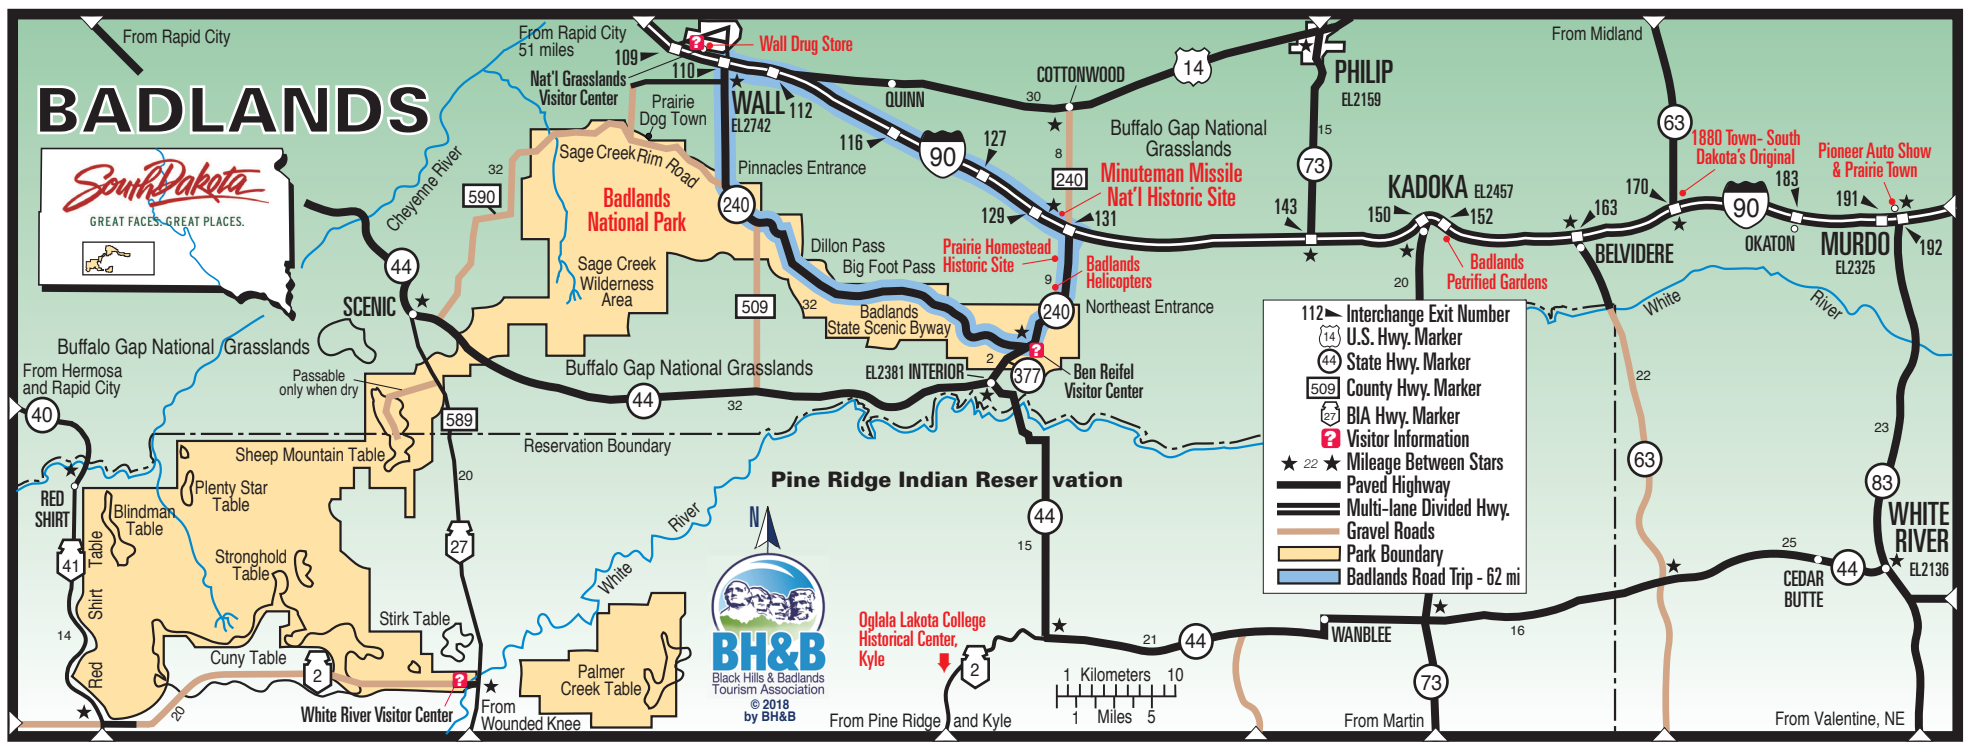 From Rapid City
BADLANDS
South Dakota
GREAT FACES. GREAT PLACES.
From Rapid City
51 miles
109
110
Nat'l Grasslands
Visitor Center
Wall Drug Store
WALL
EL2742
112
Prairie
Dog Town
QUINN
30
COTTONWOOD
14
PHILIP
EL2159
15
73
From Midland
63
116
90
127
Buffalo Gap National
Grasslands
8
240
Minuteman Missile
Nat'l Historic Site
129
131
143
KADOKA EL2457
150
152
163
170
1880 Town- South
Dakota's Original
90
183
Pioneer Auto Show
& Prairie Town
191
192
OKATON
MURDO
EL2325
BELVIDERE
Badlands
Petrified Gardens
20
White
River
Cheyenne River
32
590
Sage Creek Rim Road
Pinnacles Entrance
Badlands
National Park
240
Dillon Pass
Big Foot Pass
Sage Creek
Wilderness
Area
509
32
Badlands
State Scenic Byway
Prairie Homestead
Historic Site
9
Badlands
Helicopters
240
Northeast Entrance
44
SCENIC
Buffalo Gap National Grasslands
From Hermosa
and Rapid City
40
Passable
only when dry
Buffalo Gap National Grasslands
44
32
2
EL2381 INTERIOR
377
Ben Reifel
Visitor Center
589
Reservation Boundary
Sheep Mountain Table
20
Pine Ridge Indian Reservation
RED
SHIRT
Plenty Star
Table
Blindman
Table
Stronghold
Table
27
41
14
Red Shirt Table
Stirk Table
Cuny Table
2
20
White River Visitor Center
From
Wounded Knee
White
River
Palmer
Creek Table
N
BH&B
Black Hills & Badlands
Tourism Association
© 2018
by BH&B
Oglala Lakota College
Historical Center,
Kyle
2
From Pine Ridge and Kyle
44
15
21
44
1 Kilometers 10
1 Miles 5
WANBLEE
16
73
From Martin
112 Interchange Exit Number
14 U.S. Hwy. Marker
44 State Hwy. Marker
509 County Hwy. Marker
27 BIA Hwy. Marker
? Visitor Information
22 Mileage Between Stars
Paved Highway
Multi-lane Divided Hwy.
Gravel Roads
Park Boundary
Badlands Road Trip - 62 mi
22
63
23
83
WHITE
RIVER
EL2136
25
CEDAR
BUTTE
44
From Valentine, NE